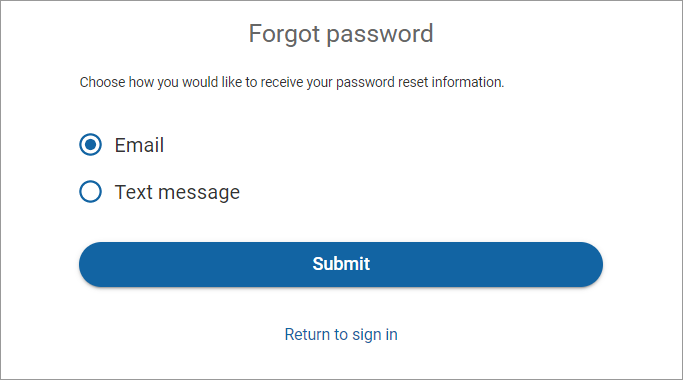 Forgot password
Choose how you would like to receive your password reset information.
Email
Text message
Submit
Return to sign in